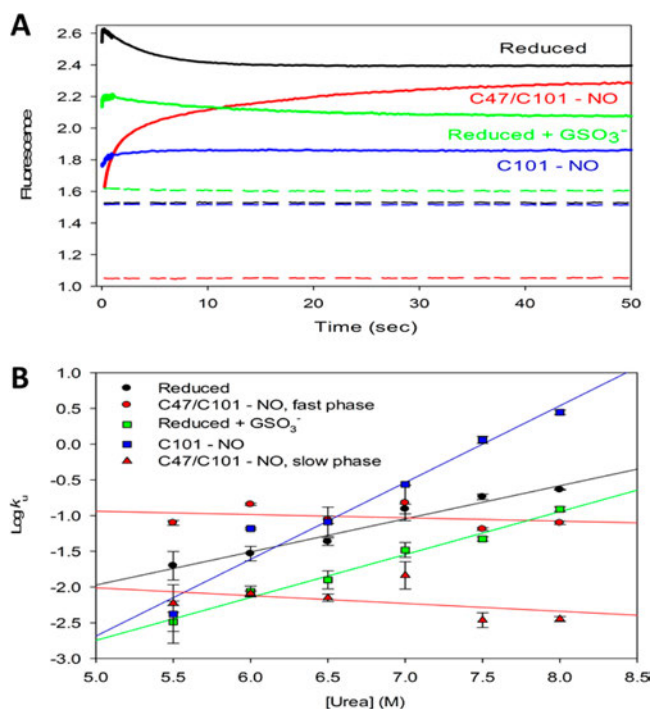 A
2.6
2.4
2.2
2.0
1.8
1.6
1.4
1.2
1.0
Fluorescence
Reduced
C47/C101 - NO
Reduced + GSO₃⁻
C101 - NO
0 10 20 30 40 50
Time (sec)
B
1.0
0.5
0.0
-0.5
-1.0
-1.5
-2.0
-2.5
-3.0
Log kᵤ
Reduced
C47/C101 - NO, fast phase
Reduced + GSO₃⁻
C101 - NO
C47/C101 - NO, slow phase
5.0 5.5 6.0 6.5 7.0 7.5 8.0 8.5
[Urea] (M)